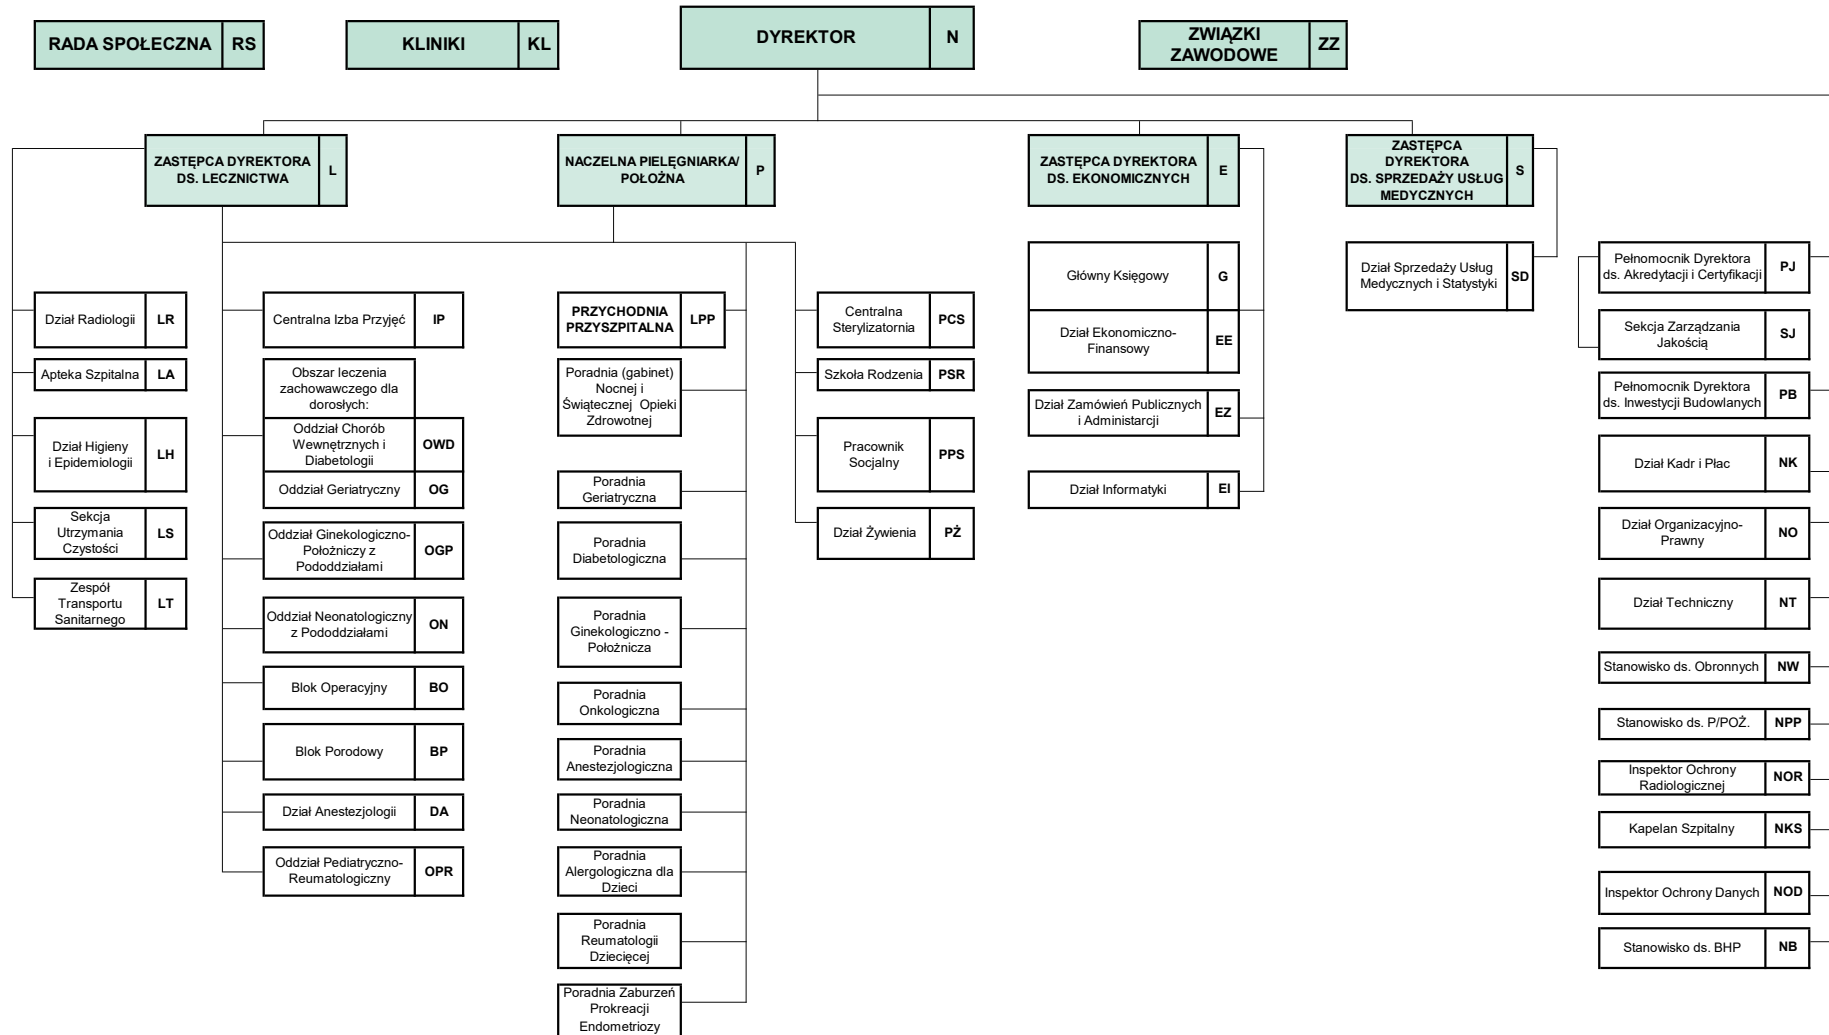 RADA SPOŁECZNA RS
KLINIKI KL
DYREKTOR N
ZWIĄZKI
ZAWODOWE ZZ
ZASTĘPCA DYREKTORA
DS. LECZNICTWA L
NACZELNA PIELĘGNIARKA/
POŁOŻNA P
ZASTĘPCA DYREKTORA
DS. EKONOMICZNYCH E
ZASTĘPCA
DYREKTORA
DS. SPRZEDAŻY USŁUG
MEDYCZNYCH S
Dział Radiologii LR
Apteka Szpitalna LA
Dział Higieny
i Epidemiologii LH
Sekcja
Utrzymania
Czystości LS
Zespół
Transportu
Sanitarnego LT
Centralna Izba Przyjęć IP
Obszar leczenia
zachowawczego dla
dorosłych:
Oddział Chorób
Wewnętrznych i
Diabetologii OWD
Oddział Geriatryczny OG
Oddział Ginekologiczno-
Położniczy z
Pododdziałami OGP
Oddział Neonatologiczny
z Pododdziałami ON
Blok Operacyjny BO
Blok Porodowy BP
Dział Anestezjologii DA
Oddział Pediatryczno-
Reumatologiczny OPR
PRZYCHODNIA
PRZYSZPITALNA LPP
Poradnia (gabinet)
Nocnej i
Świątecznej Opieki
Zdrowotnej
Poradnia
Geriatryczna
Poradnia
Diabetologiczna
Poradnia
Ginekologiczno -
Położnicza
Poradnia
Onkologiczna
Poradnia
Anestezjologiczna
Poradnia
Neonatologiczna
Poradnia
Alergologiczna dla
Dzieci
Poradnia
Reumatologii
Dziecięcej
Poradnia Zaburzeń
Prokreacji
Endometriozy
Centralna
Sterylizatornia PCS
Szkoła Rodzenia PSR
Pracownik
Socjalny PPS
Dział Żywienia PŻ
Główny Księgowy G
Dział Ekonomiczno-
Finansowy EE
Dział Zamówień Publicznych
i Administarcji EZ
Dział Informatyki EI
Dział Sprzedaży Usług
Medycznych i Statystyki SD
Pełnomocnik Dyrektora
ds. Akredytacji i Certyfikacji PJ
Sekcja Zarządzania
Jakością SJ
Pełnomocnik Dyrektora
ds. Inwestycji Budowlanych PB
Dział Kadr i Płac NK
Dział Organizacyjno-
Prawny NO
Dział Techniczny NT
Stanowisko ds. Obronnych NW
Stanowisko ds. P/POŻ. NPP
Inspektor Ochrony
Radiologicznej NOR
Kapelan Szpitalny NKS
Inspektor Ochrony Danych NOD
Stanowisko ds. BHP NB